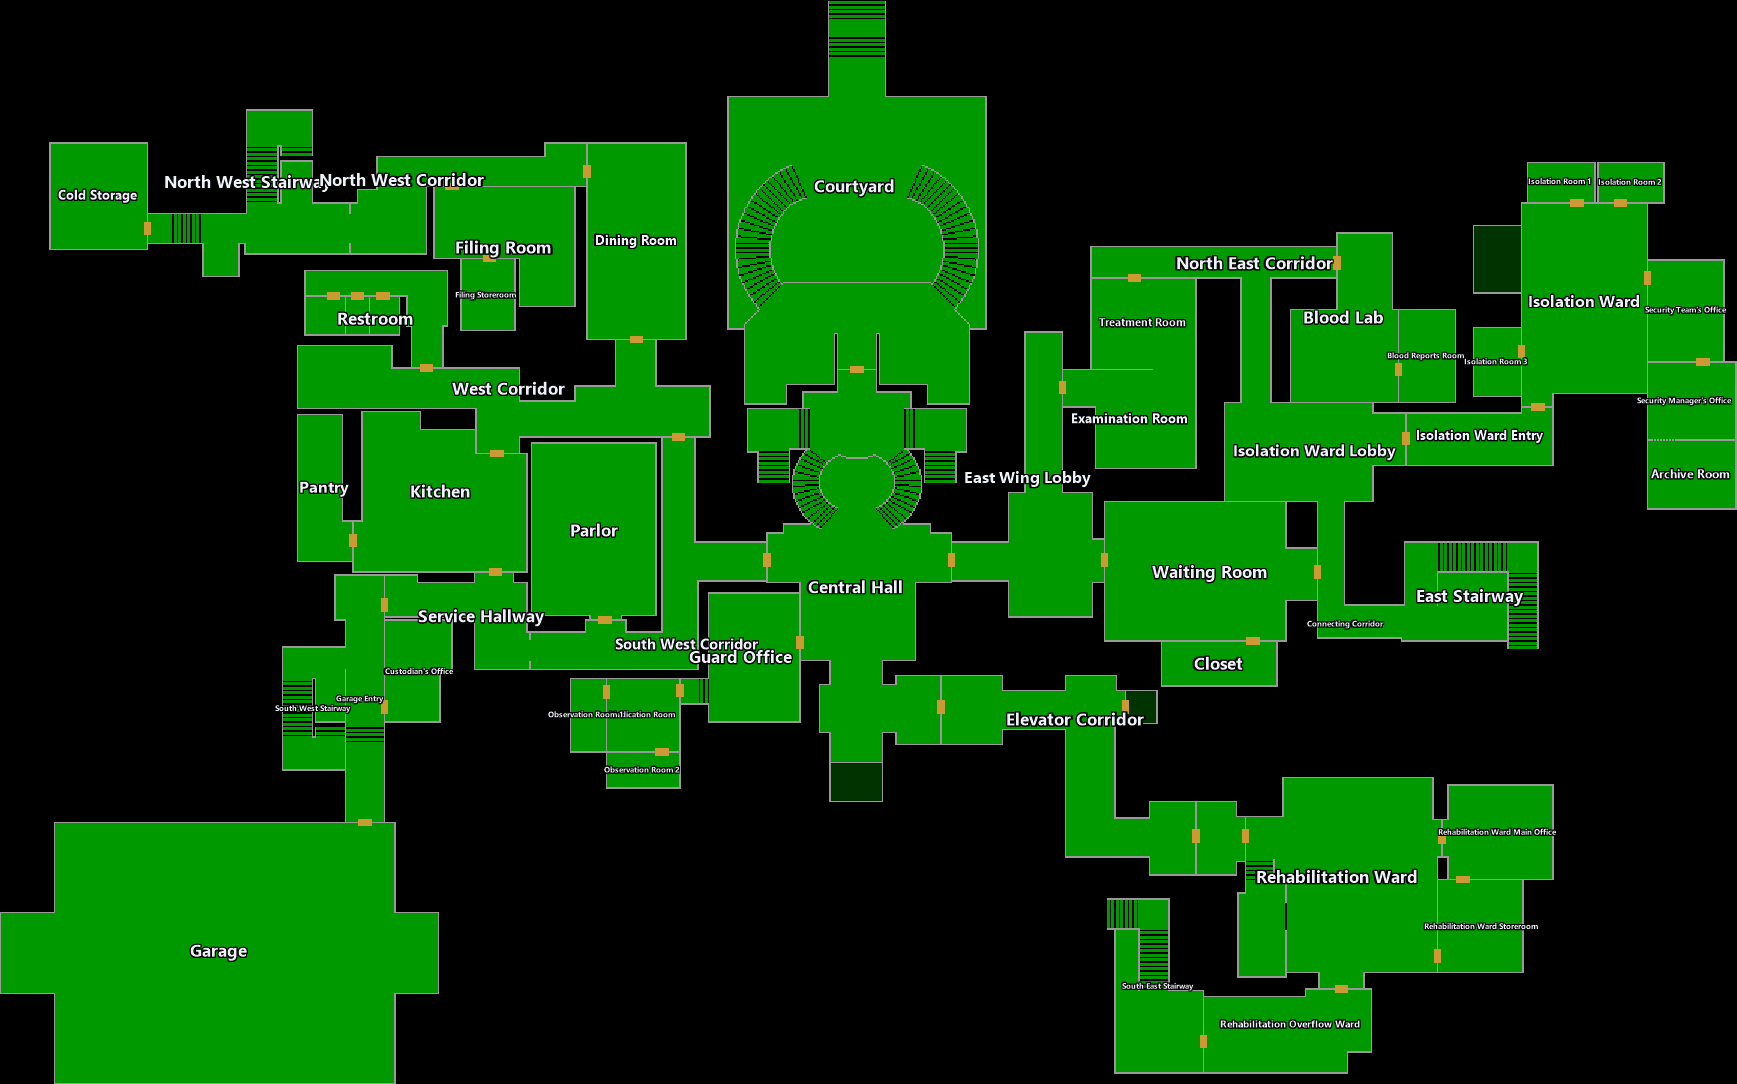 Courtyard
Cold Storage
North West Stairway
North West Corridor
Filing Room
Dining Room
Filing Storeroom
Restroom
West Corridor
Pantry
Kitchen
Parlor
Service Hallway
South West Corridor
Guard Office
Custodian's Office
Garage Entry
South West Stairway
Observation Room 1
Observation Room 2
Garage
Central Hall
East Wing Lobby
North East Corridor
Treatment Room
Examination Room
Blood Lab
Blood Reports Room
Isolation Room 1
Isolation Room 2
Isolation Ward
Security Team's Office
Isolation Room 3
Security Manager's Office
Isolation Ward Entry
Isolation Ward Lobby
Archive Room
Waiting Room
East Stairway
Connecting Corridor
Closet
Elevator Corridor
Rehabilitation Ward Main Office
Rehabilitation Ward
Rehabilitation Ward Storeroom
South East Stairway
Rehabilitation Overflow Ward